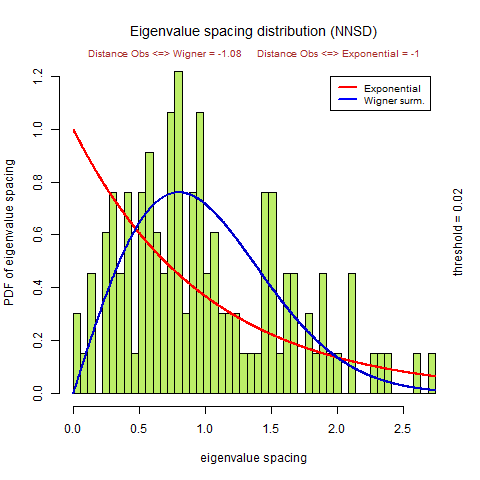 Eigenvalue spacing distribution (NNSD)
Distance Obs <=> Wigner = -1.08 Distance Obs <=> Exponential = -1
Exponential
Wigner surm.
PDF of eigenvalue spacing
1.2
1.0
0.8
0.6
0.4
0.2
0.0
threshold = 0.02
0.0 0.5 1.0 1.5 2.0 2.5
eigenvalue spacing